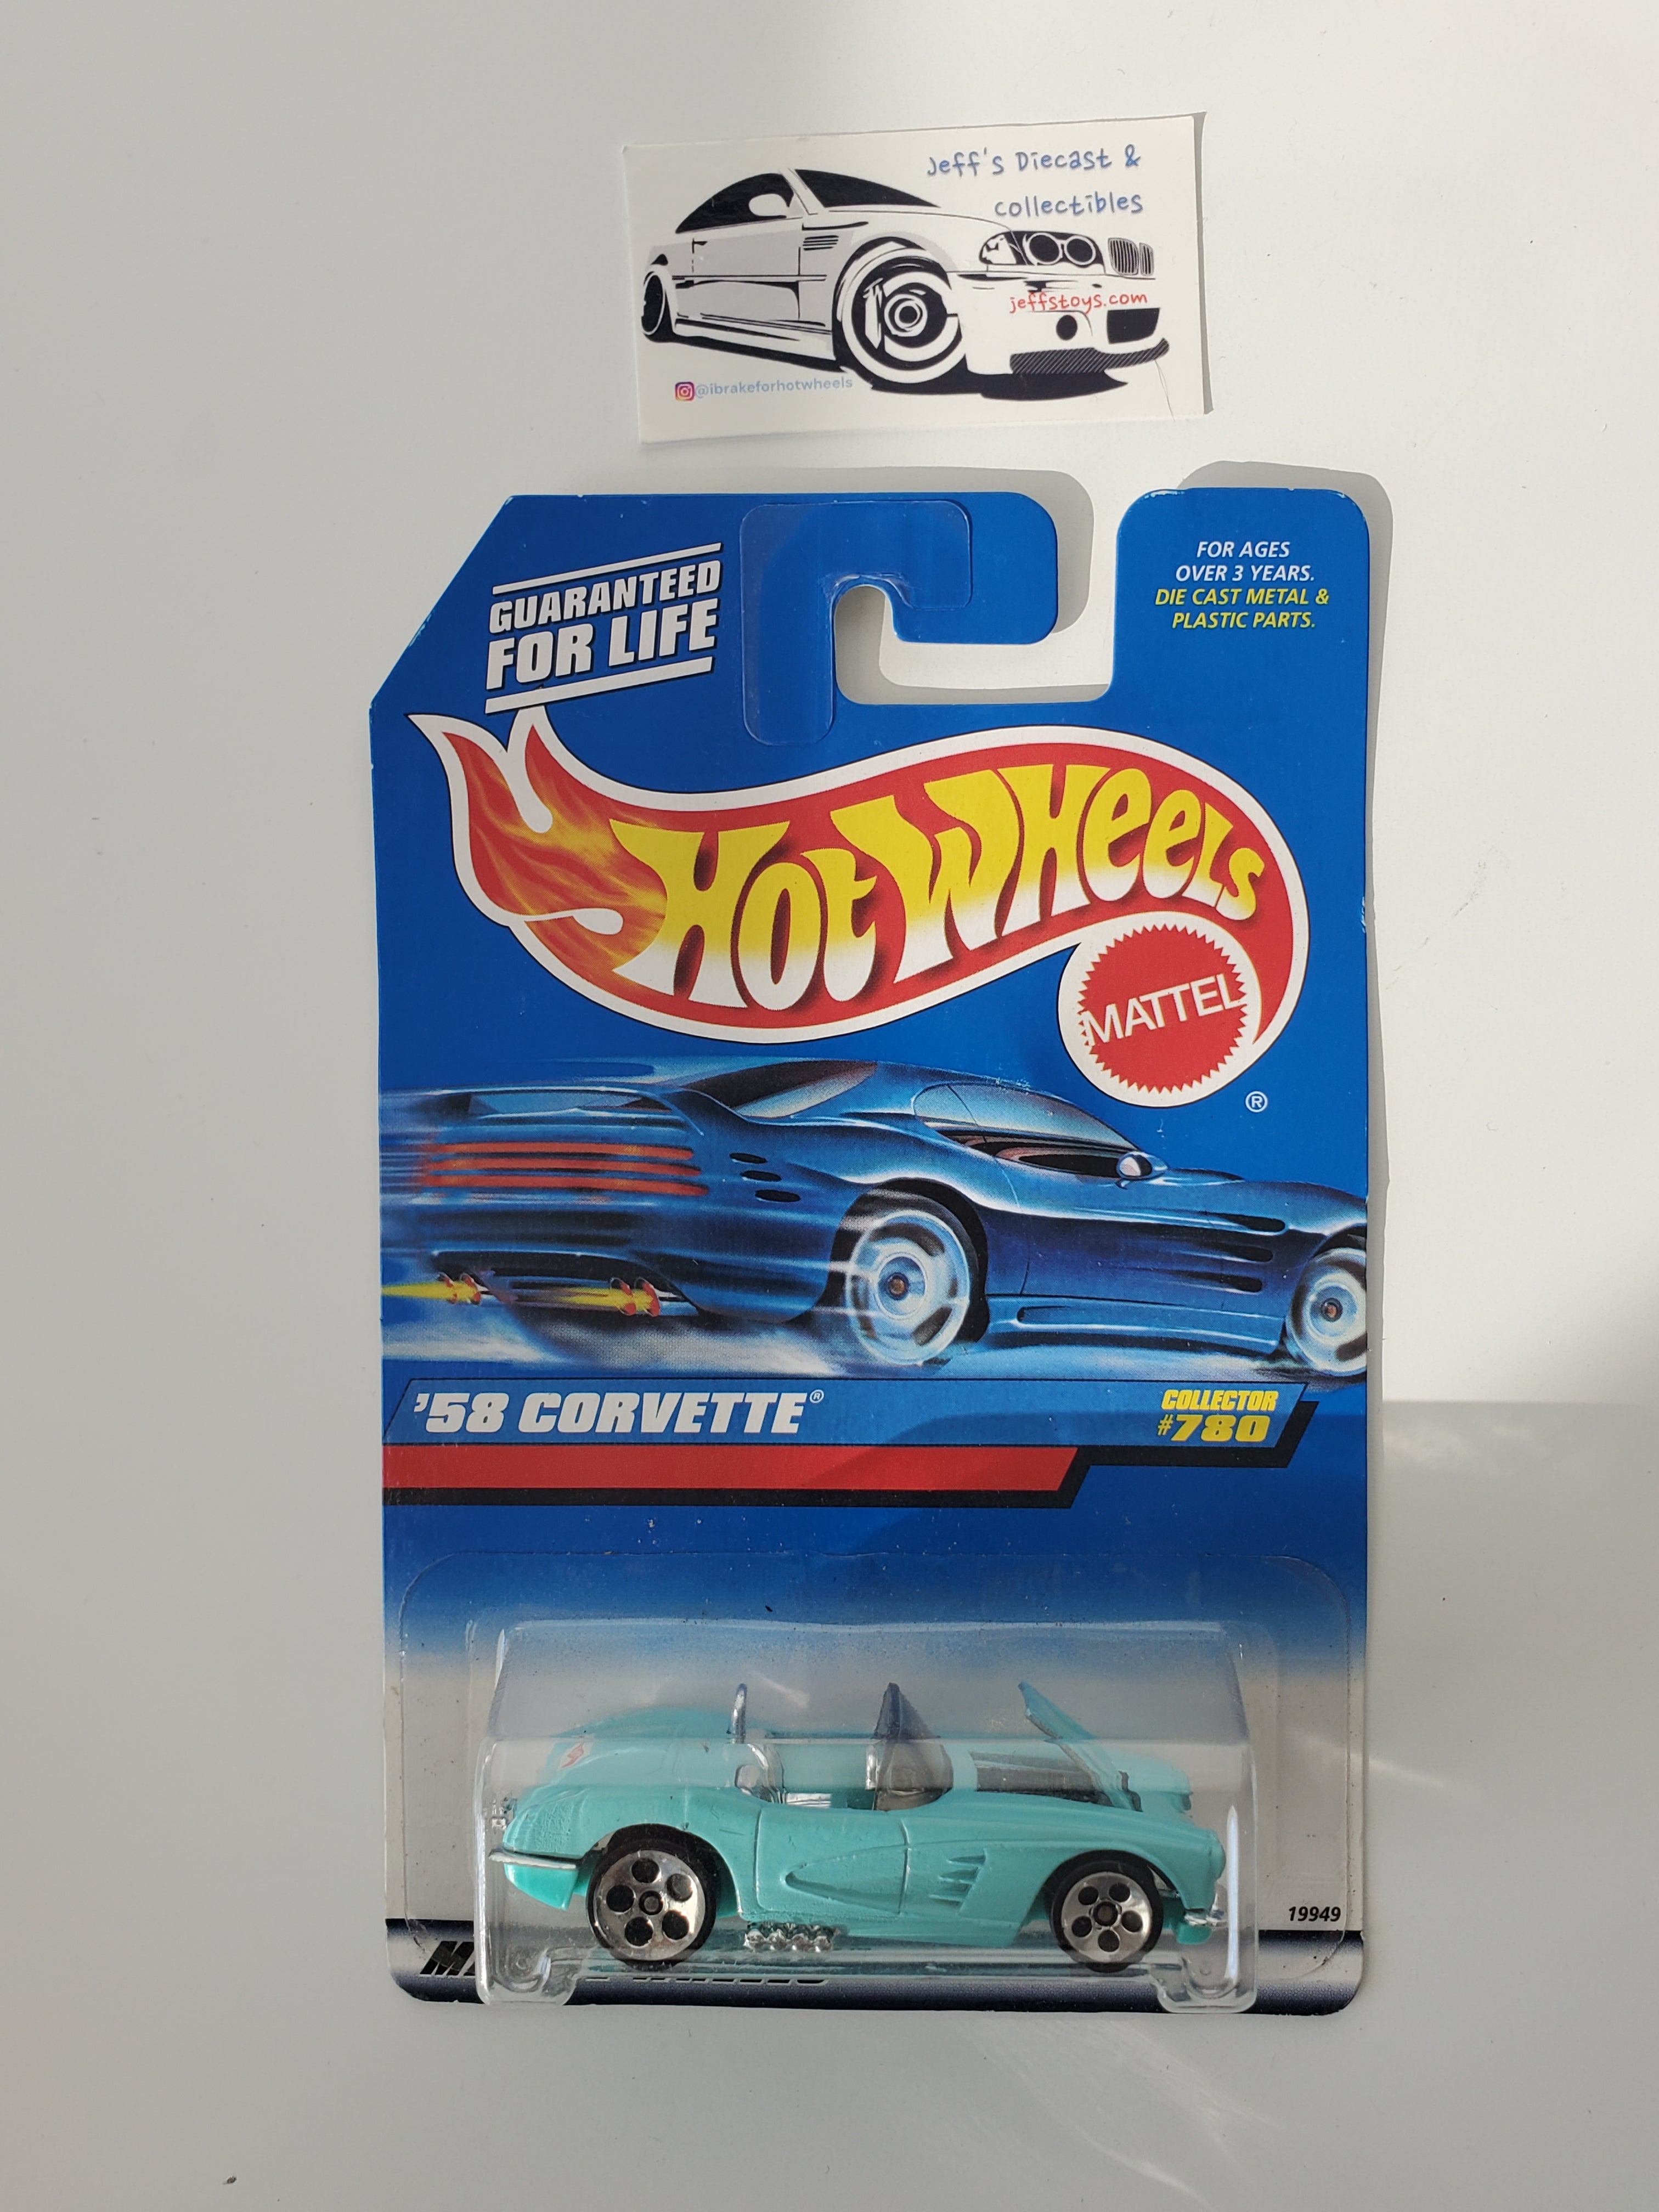 Jeff's Diecast &
collectibles
jeffstoys.com
@ibrakeforhotwheels
GUARANTEED
FOR LIFE
FOR AGES
OVER 3 YEARS.
DIE CAST METAL &
PLASTIC PARTS.
Hot Wheels
MATTEL
®
'58 CORVETTE®
COLLECTOR
#780
19949